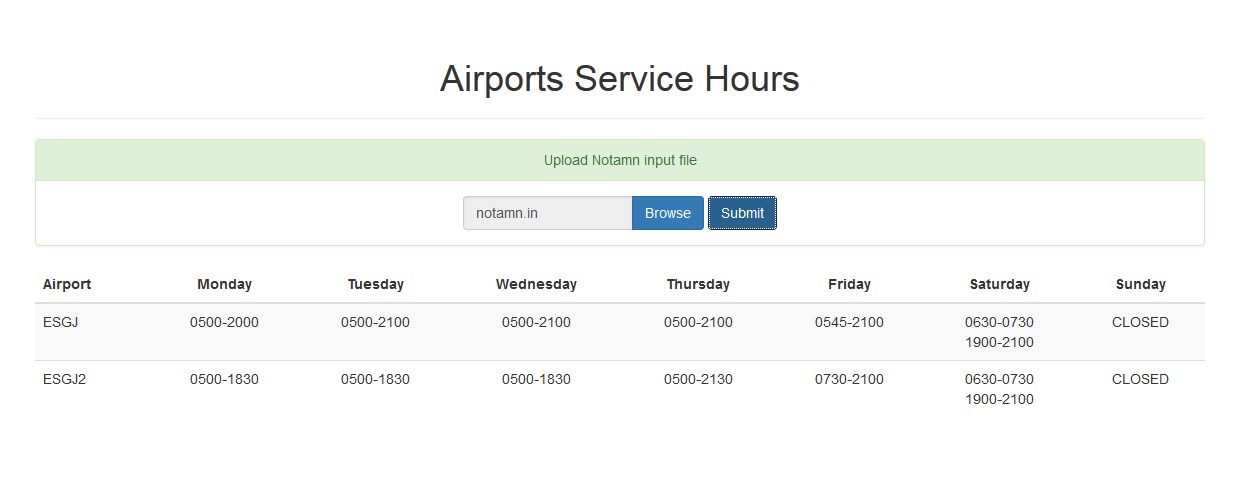 Airports Service Hours
Upload Notamn input file
notamn.in Browse Submit
Airport Monday Tuesday Wednesday Thursday Friday Saturday Sunday
ESGJ 0500-2000 0500-2100 0500-2100 0500-2100 0545-2100 0630-0730 CLOSED
1900-2100
ESGJ2 0500-1830 0500-1830 0500-1830 0500-2130 0730-2100 0630-0730 CLOSED
1900-2100